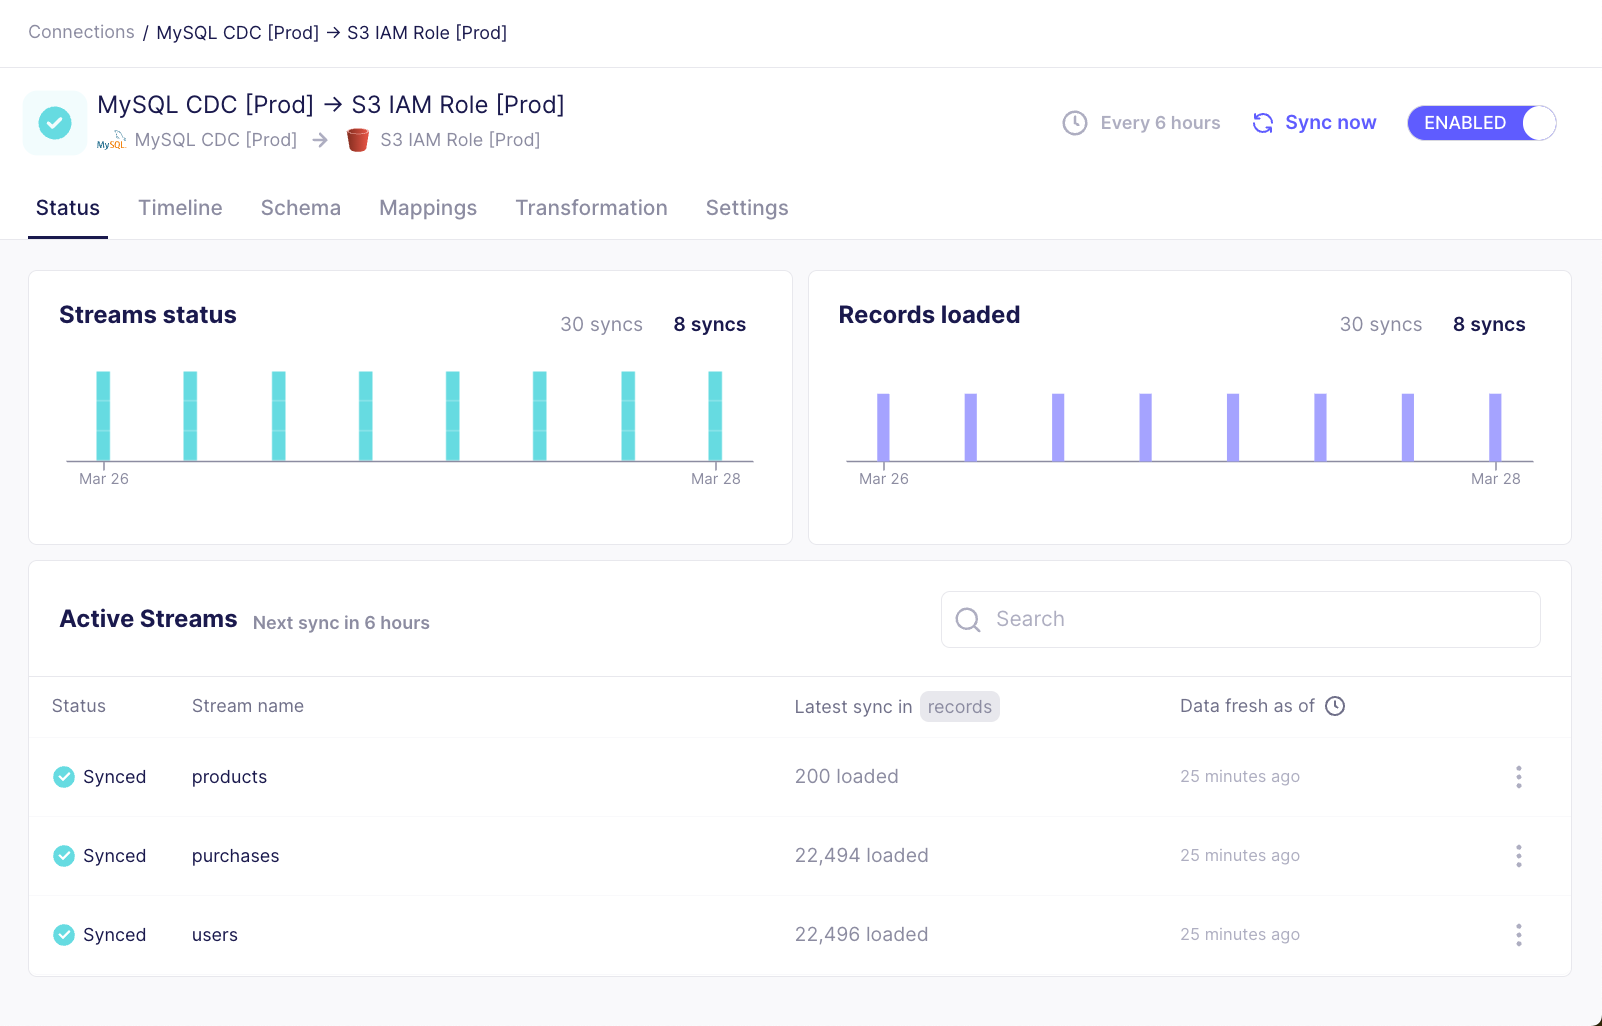 Connections / MySQL CDC [Prod] → S3 IAM Role [Prod]
MySQL CDC [Prod] → S3 IAM Role [Prod]
MySQL MySQL CDC [Prod] → S3 IAM Role [Prod]
Every 6 hours Sync now ENABLED
Status Timeline Schema Mappings Transformation Settings
Streams status 30 syncs 8 syncs
Mar 26 Mar 28
Records loaded 30 syncs 8 syncs
Mar 26 Mar 28
Active Streams Next sync in 6 hours Search
Status Stream name Latest sync in records Data fresh as of
Synced products 200 loaded 25 minutes ago
Synced purchases 22,494 loaded 25 minutes ago
Synced users 22,496 loaded 25 minutes ago